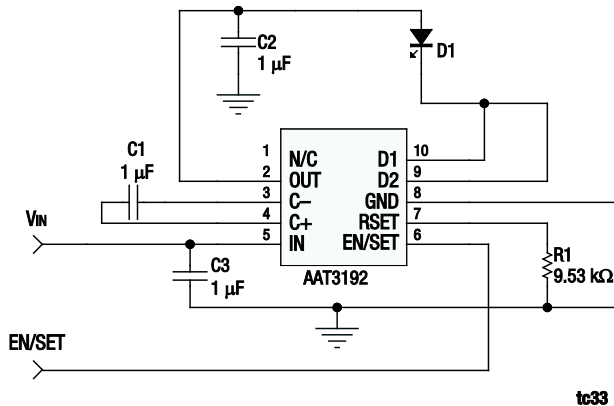 C2
1 µF
D1
C1
1 µF
1 N/C D1 10
2 OUT D2 9
3 C– GND 8
4 C+ RSET 7
5 IN EN/SET 6
VIN
C3
1 µF
AAT3192
R1
9.53 kΩ
EN/SET
tc33